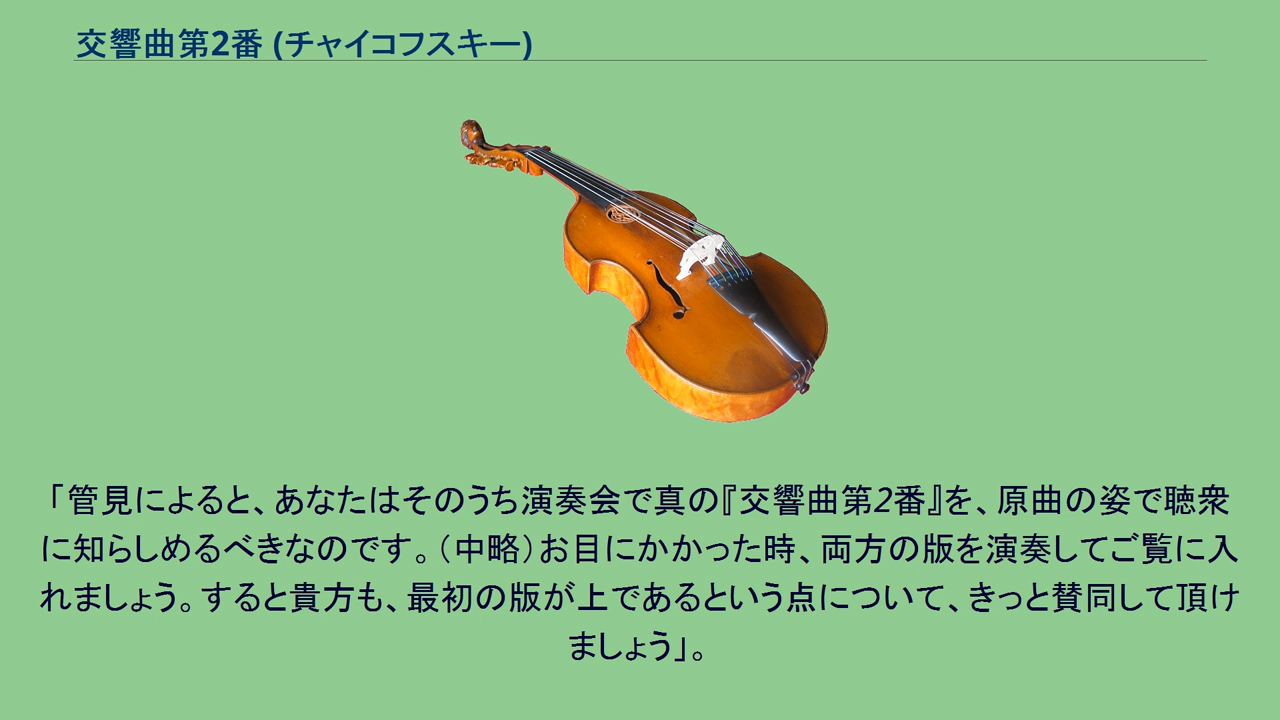 交響曲第2番 (チャイコフスキー)
「管見によると、あなたはそのうち演奏会で真の『交響曲第2番』を、原曲の姿で聴衆
に知らしめるべきなのです。（中略）お目にかかった時、両方の版を演奏してご覧に入
れましょう。すると貴方も、最初の版が上であるという点について、きっと賛同して頂け
ましょう」。